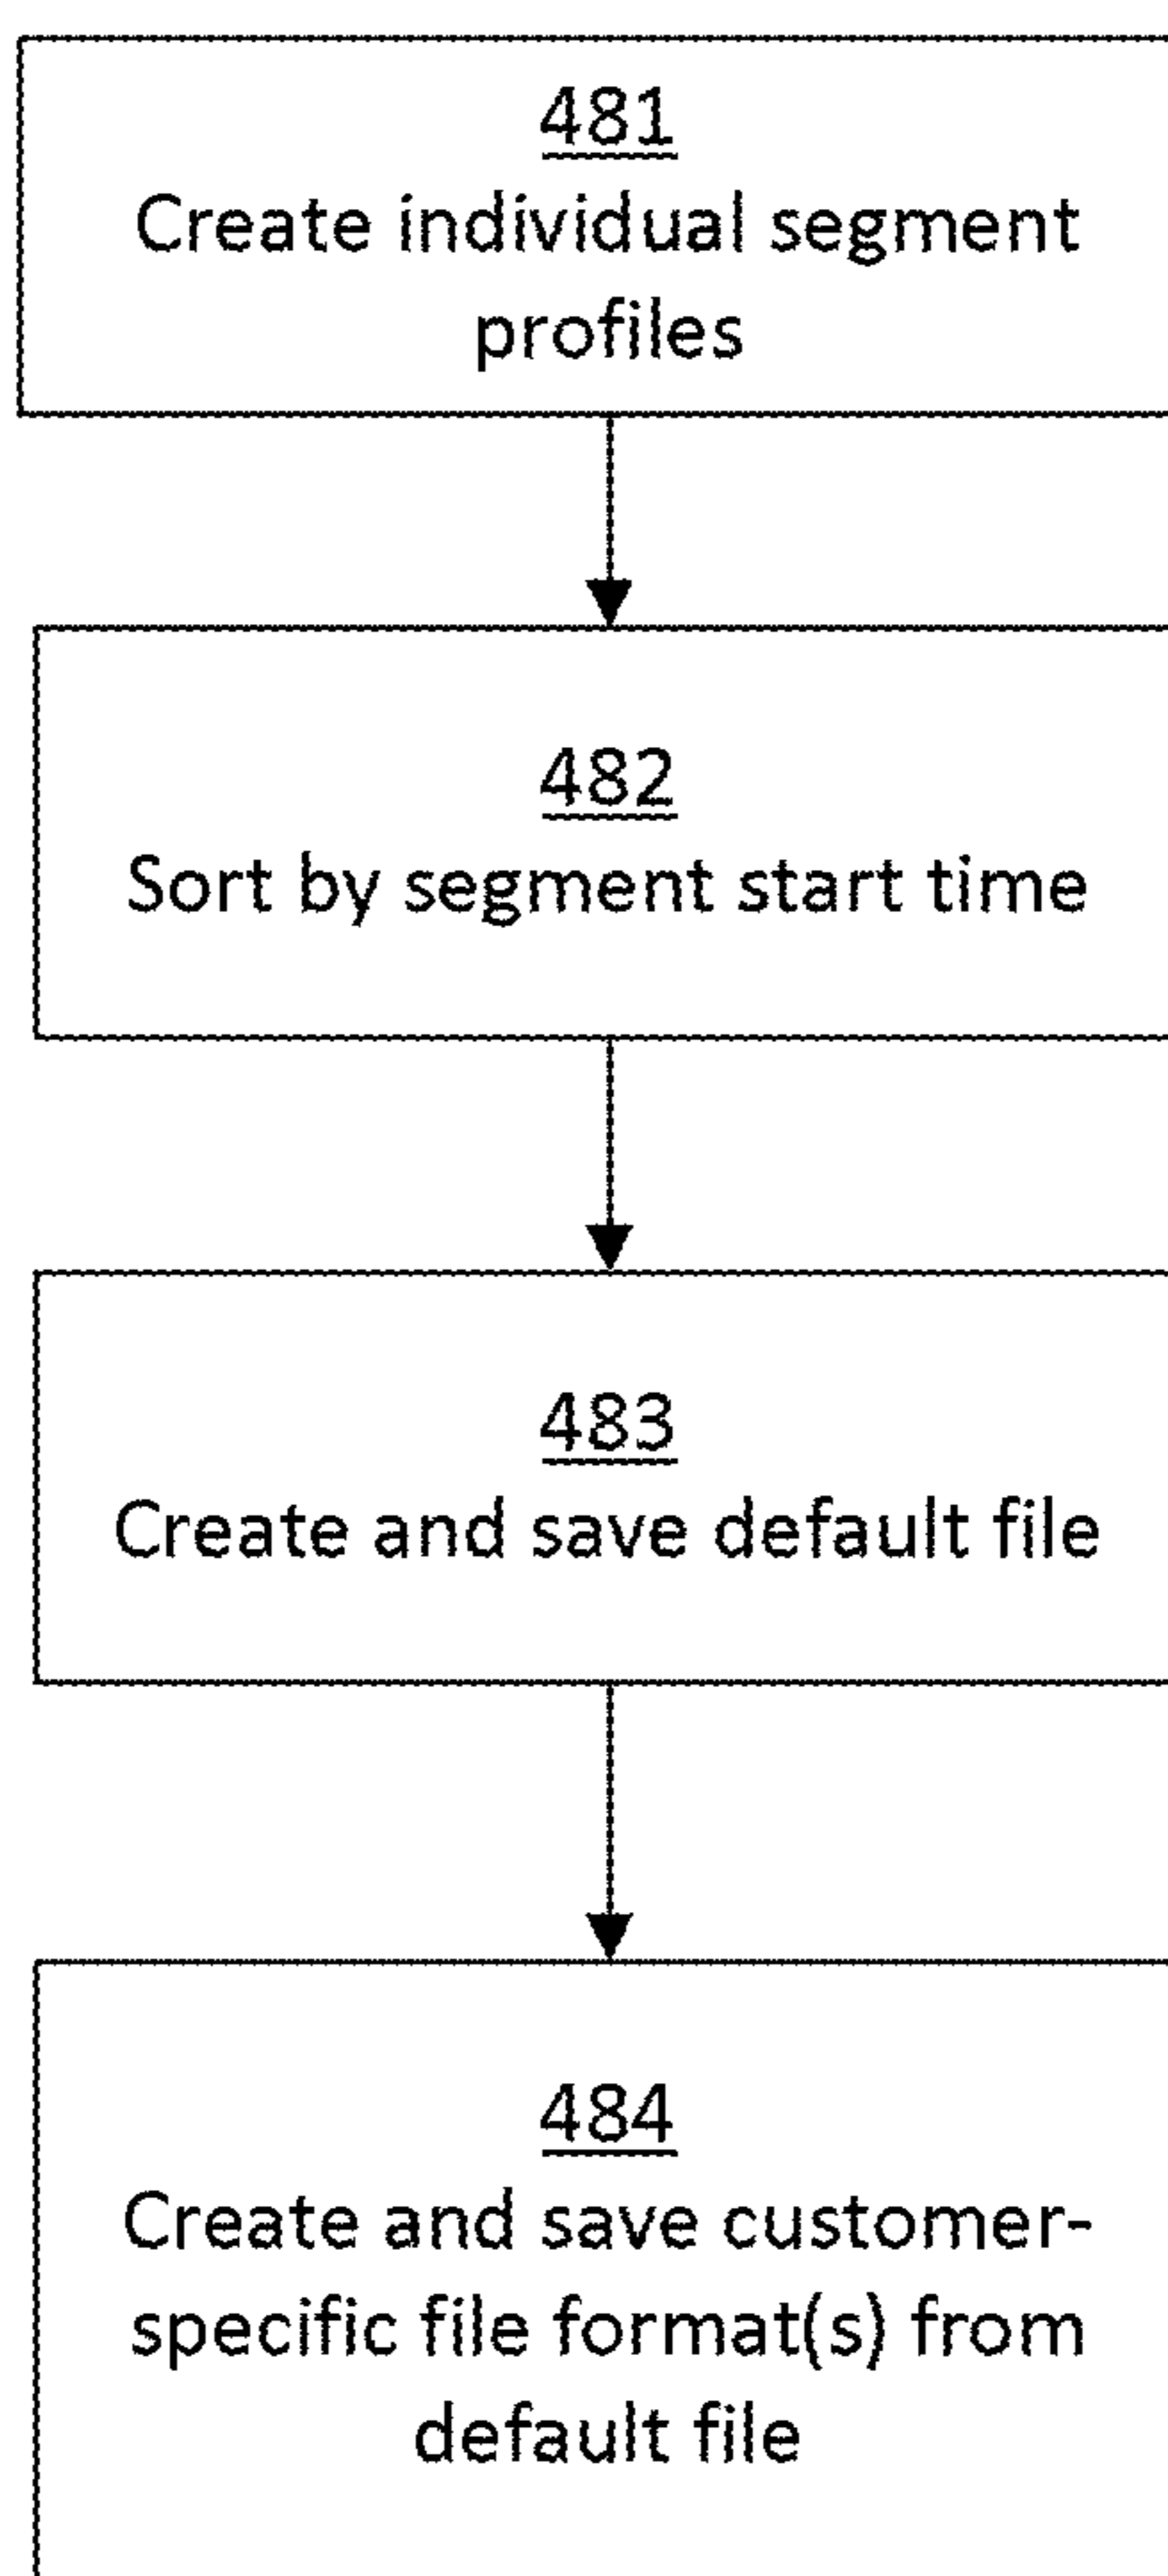 481
Create individual segment
profiles
482
Sort by segment start time
483
Create and save default file
484
Create and save customer-
specific file format(s) from
default file